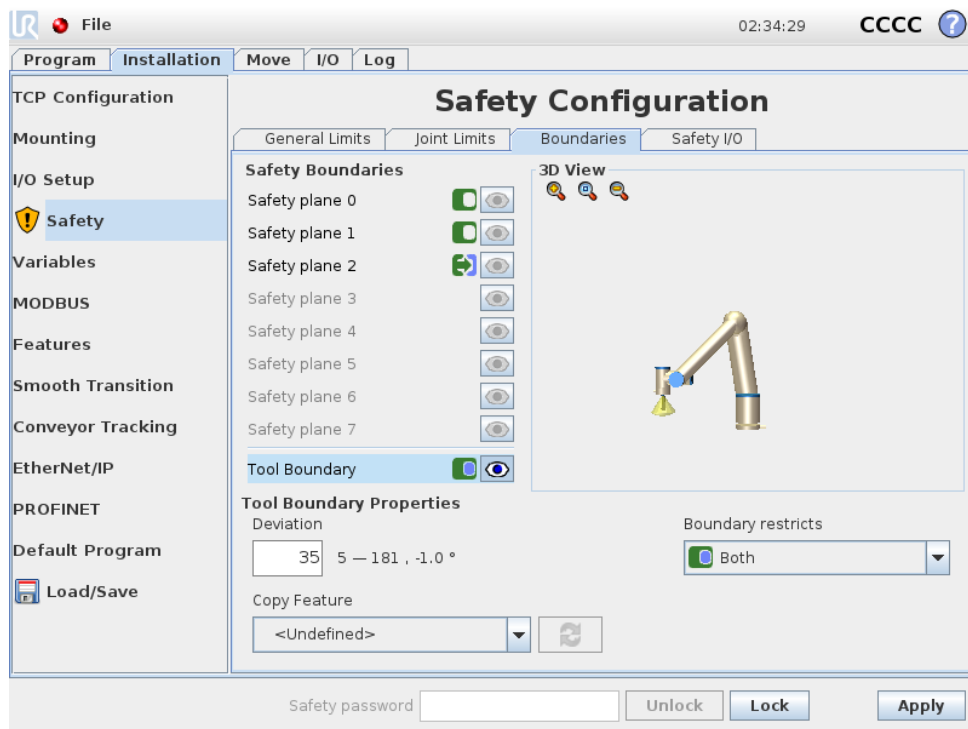 UR File 02:34:29 CCCC ?
Program Installation Move I/O Log
TCP Configuration
Mounting
I/O Setup
! Safety
Variables
MODBUS
Features
Smooth Transition
Conveyor Tracking
EtherNet/IP
PROFINET
Default Program
Load/Save
Safety Configuration
General Limits Joint Limits Boundaries Safety I/O
Safety Boundaries
Safety plane 0
Safety plane 1
Safety plane 2
Safety plane 3
Safety plane 4
Safety plane 5
Safety plane 6
Safety plane 7
Tool Boundary
3D View
Tool Boundary Properties
Deviation
35 5 — 181 , -1.0 °
Boundary restricts
Both
Copy Feature
<Undefined>
Safety password Unlock Lock Apply